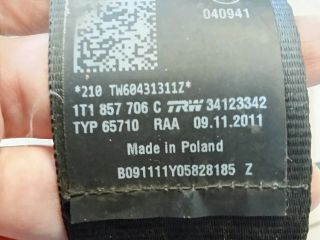 040941
*210 TW60431311Z*
1T1 857 706 C TRW 34123342
TYP 65710 RAA 09.11.2011
Made in Poland
B091111Y05828185 Z